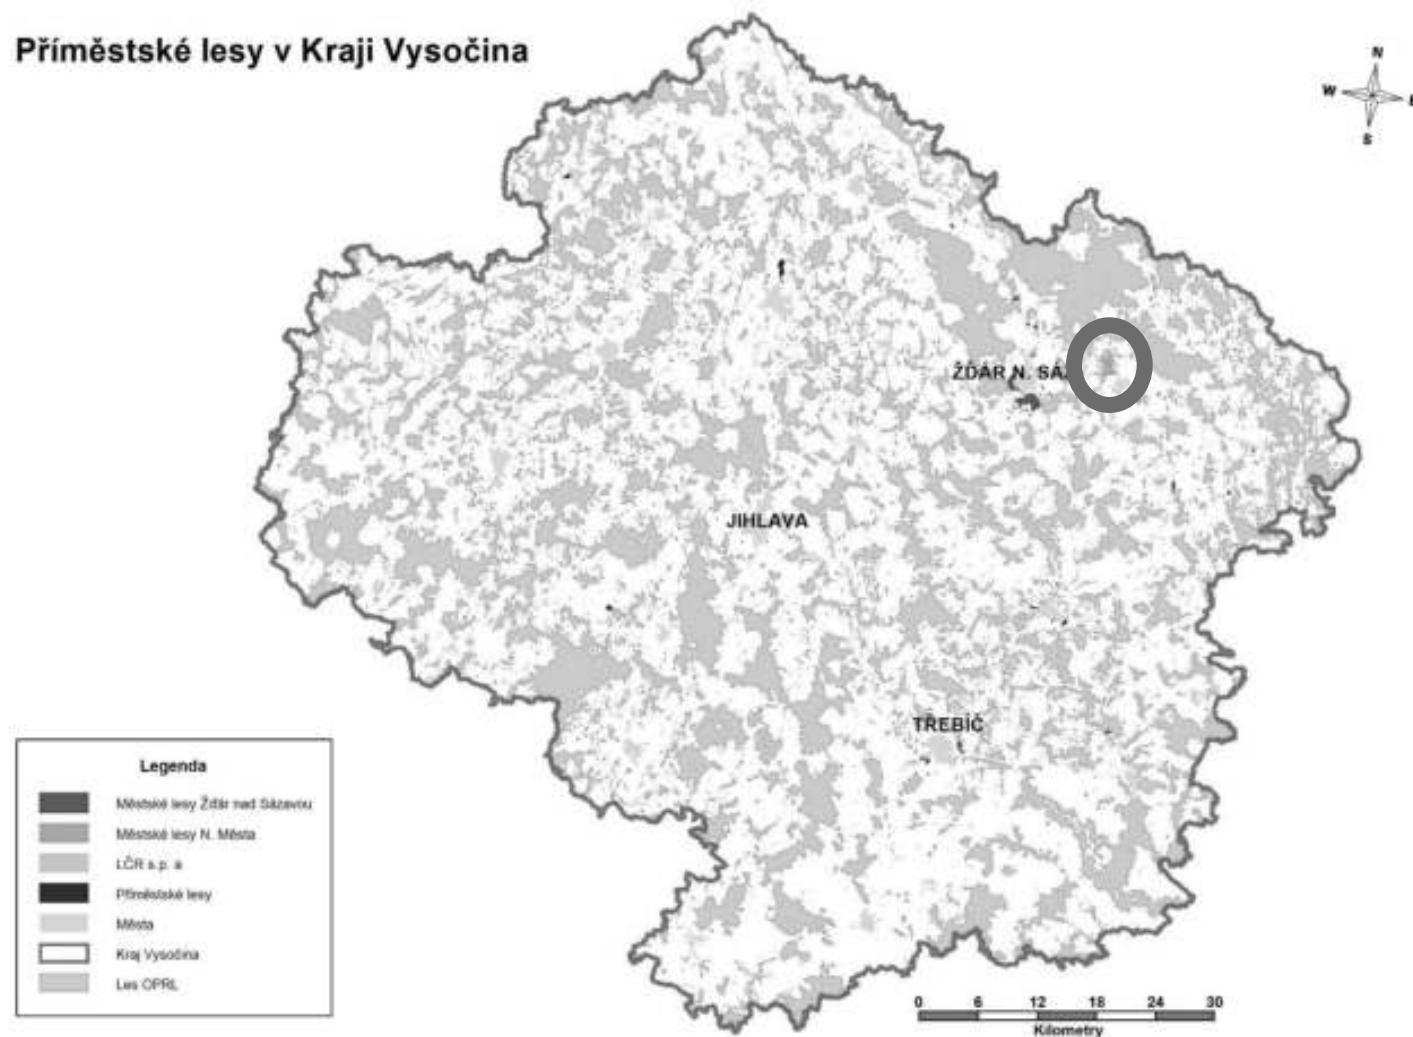 Příměstské lesy v Kraji Vysočina
N
W
E
S
ŽĎÁR N. SÁZ
JIHLAVA
TŘEBÍČ
Legenda
Městské lesy Žďár nad Sázavou
Městské lesy N. Města
LČR s.p. a
Příměstské lesy
Města
Kraj Vysočina
Les OPRL
0 6 12 18 24 30
Kilometry